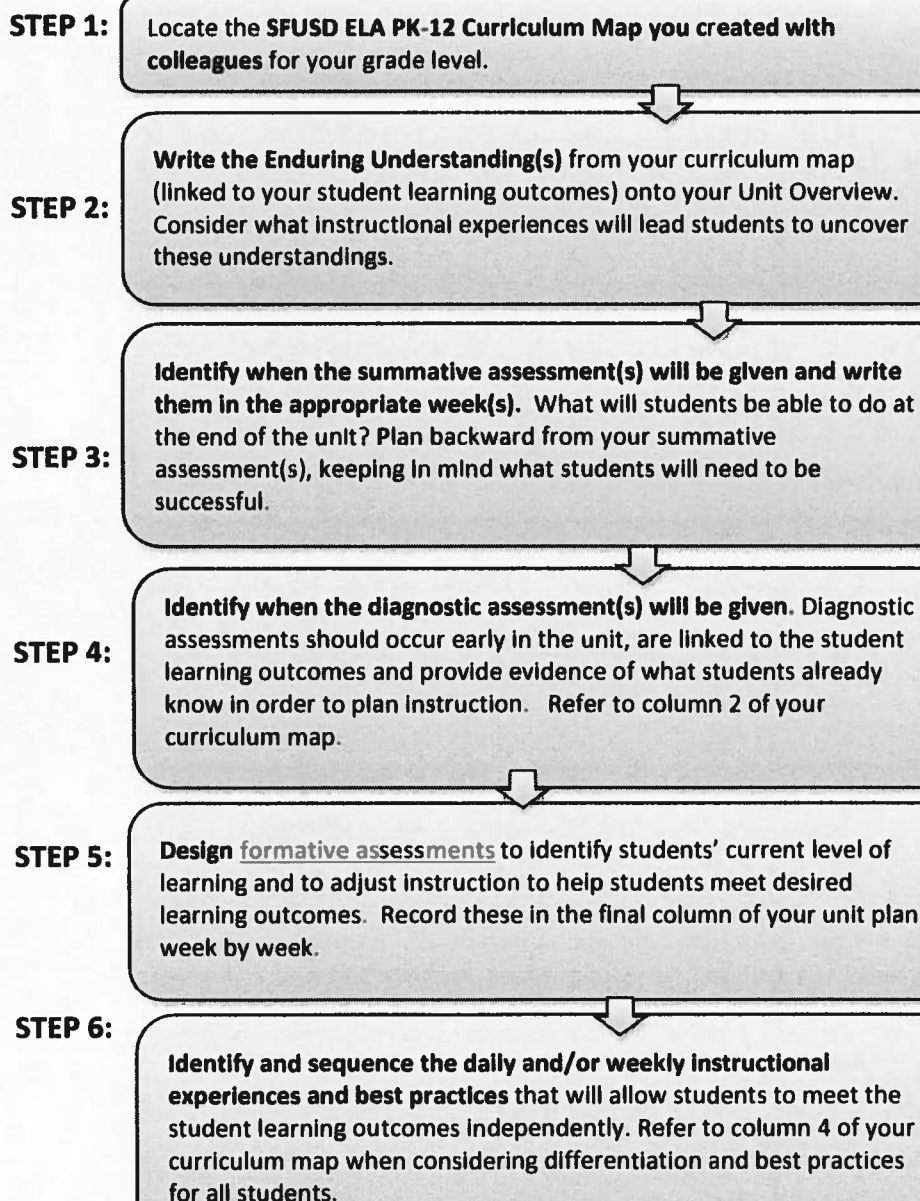 STEP 1:
Locate the SFUSD ELA PK-12 Curriculum Map you created with
colleagues for your grade level.
STEP 2:
Write the Enduring Understanding(s) from your curriculum map
(linked to your student learning outcomes) onto your Unit Overview.
Consider what instructional experiences will lead students to uncover
these understandings.
STEP 3:
Identify when the summative assessment(s) will be given and write
them in the appropriate week(s). What will students be able to do at
the end of the unit? Plan backward from your summative
assessment(s), keeping in mind what students will need to be
successful.
STEP 4:
Identify when the diagnostic assessment(s) will be given. Diagnostic
assessments should occur early in the unit, are linked to the student
learning outcomes and provide evidence of what students already
know in order to plan instruction. Refer to column 2 of your
curriculum map.
STEP 5:
Design formative assessments to identify students' current level of
learning and to adjust instruction to help students meet desired
learning outcomes. Record these in the final column of your unit plan
week by week.
STEP 6:
Identify and sequence the daily and/or weekly instructional
experiences and best practices that will allow students to meet the
student learning outcomes independently. Refer to column 4 of your
curriculum map when considering differentiation and best practices
for all students.